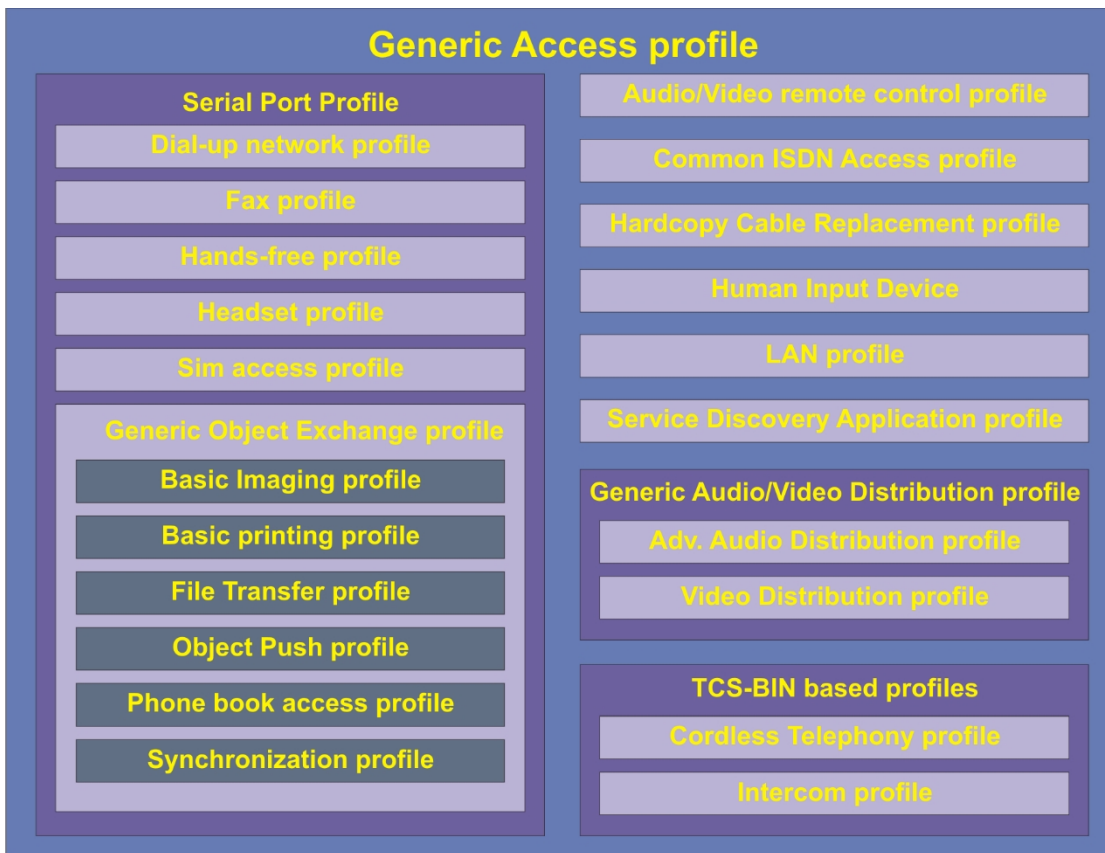 Generic Access profile
Serial Port Profile
Dial-up network profile
Fax profile
Hands-free profile
Headset profile
Sim access profile
Generic Object Exchange profile
Basic Imaging profile
Basic printing profile
File Transfer profile
Object Push profile
Phone book access profile
Synchronization profile
Audio/Video remote control profile
Common ISDN Access profile
Hardcopy Cable Replacement profile
Human Input Device
LAN profile
Service Discovery Application profile
Generic Audio/Video Distribution profile
Adv. Audio Distribution profile
Video Distribution profile
TCS-BIN based profiles
Cordless Telephony profile
Intercom profile